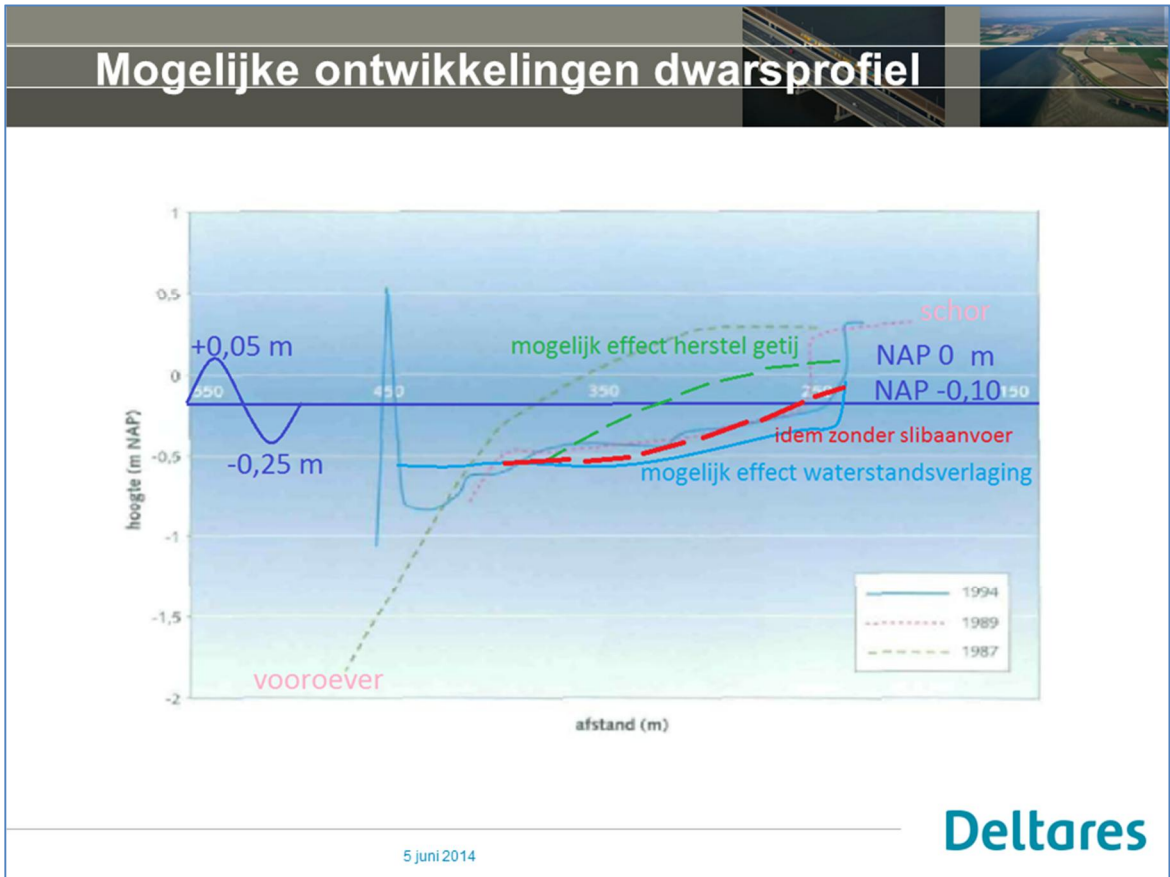 Mogelijke ontwikkelingen dwarsprofiel
1
0,5
0
-0,5
-1
-1,5
-2
hoogte (m NAP)
+0,05 m
-0,25 m
550
450
350
250
150
mogelijk effect herstel getij
schor
NAP 0 m
NAP -0,10
idem zonder slibaanvoer
mogelijk effect waterstandsverlaging
vooroever
1994
1989
1987
afstand (m)
5 juni 2014
Deltares